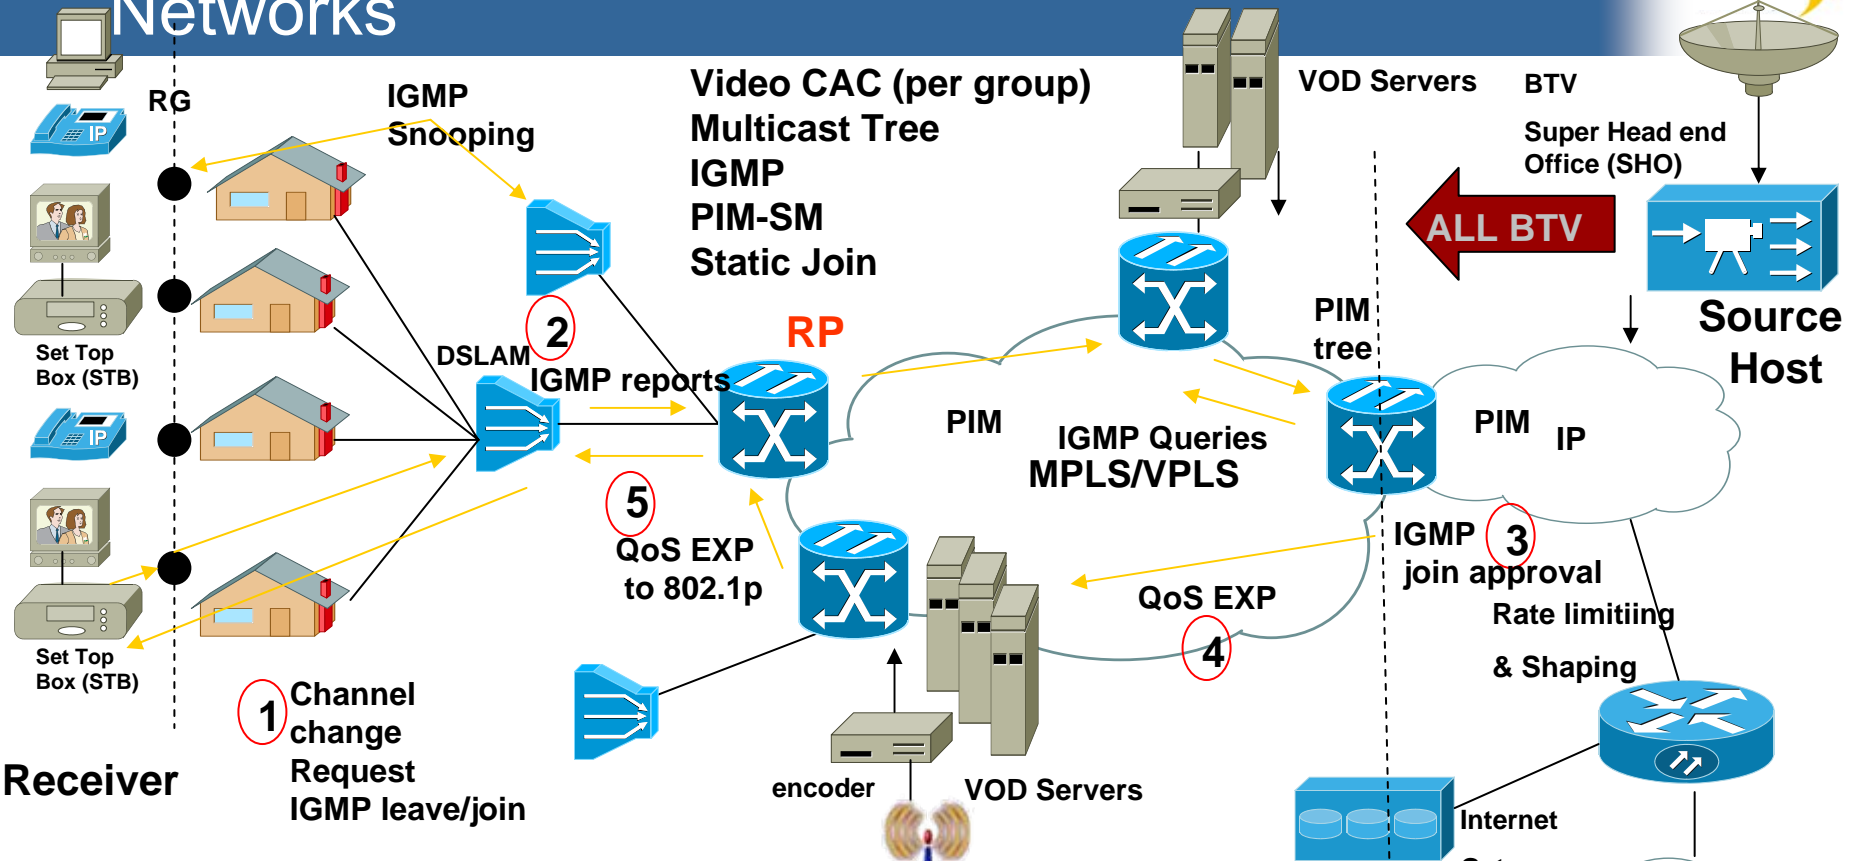 Networks
RG
IGMP
Snooping
Video CAC (per group)
Multicast Tree
IGMP
PIM-SM
Static Join
VOD Servers
BTV
Super Head end
Office (SHO)
ALL BTV
Source
Host
IP
Set Top
Box (STB)
DSLAM
2
IGMP reports
RP
PIM
tree
PIM
IGMP Queries
MPLS/VPLS
PIM
IP
IP
5
QoS EXP
to 802.1p
IGMP
3
join approval
Rate limitiing
& Shaping
QoS EXP
4
Set Top
Box (STB)
1
Channel
change
Request
IGMP leave/join
Receiver
encoder
VOD Servers
Internet